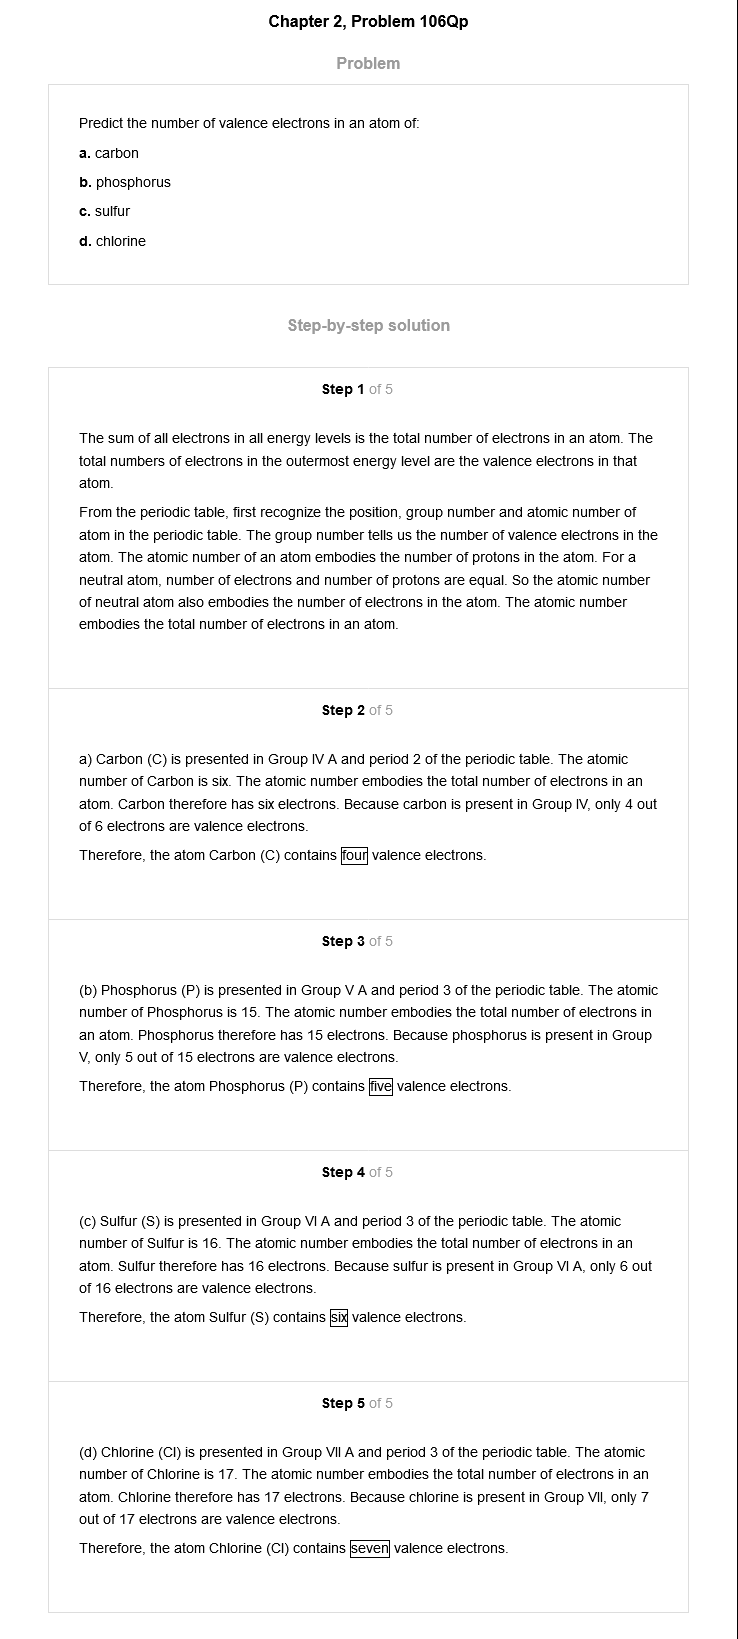 Chapter 2, Problem 106Qp
Problem
Predict the number of valence electrons in an atom of:
a. carbon
b. phosphorus
c. sulfur
d. chlorine
Step-by-step solution
Step 1 of 5
The sum of all electrons in all energy levels is the total number of electrons in an atom. The
total numbers of electrons in the outermost energy level are the valence electrons in that
atom.
From the periodic table, first recognize the position, group number and atomic number of
atom in the periodic table. The group number tells us the number of valence electrons in the
atom. The atomic number of an atom embodies the number of protons in the atom. For a
neutral atom, number of electrons and number of protons are equal. So the atomic number
of neutral atom also embodies the number of electrons in the atom. The atomic number
embodies the total number of electrons in an atom.
Step 2 of 5
a) Carbon (C) is presented in Group IV A and period 2 of the periodic table. The atomic
number of Carbon is six. The atomic number embodies the total number of electrons in an
atom. Carbon therefore has six electrons. Because carbon is present in Group IV, only 4 out
of 6 electrons are valence electrons.
Therefore, the atom Carbon (C) contains four valence electrons.
Step 3 of 5
(b) Phosphorus (P) is presented in Group V A and period 3 of the periodic table. The atomic
number of Phosphorus is 15. The atomic number embodies the total number of electrons in
an atom. Phosphorus therefore has 15 electrons. Because phosphorus is present in Group
V, only 5 out of 15 electrons are valence electrons.
Therefore, the atom Phosphorus (P) contains five valence electrons.
Step 4 of 5
(c) Sulfur (S) is presented in Group VI A and period 3 of the periodic table. The atomic
number of Sulfur is 16. The atomic number embodies the total number of electrons in an
atom. Sulfur therefore has 16 electrons. Because sulfur is present in Group VI A, only 6 out
of 16 electrons are valence electrons.
Therefore, the atom Sulfur (S) contains six valence electrons.
Step 5 of 5
(d) Chlorine (Cl) is presented in Group VII A and period 3 of the periodic table. The atomic
number of Chlorine is 17. The atomic number embodies the total number of electrons in an
atom. Chlorine therefore has 17 electrons. Because chlorine is present in Group VII, only 7
out of 17 electrons are valence electrons.
Therefore, the atom Chlorine (Cl) contains seven valence electrons.